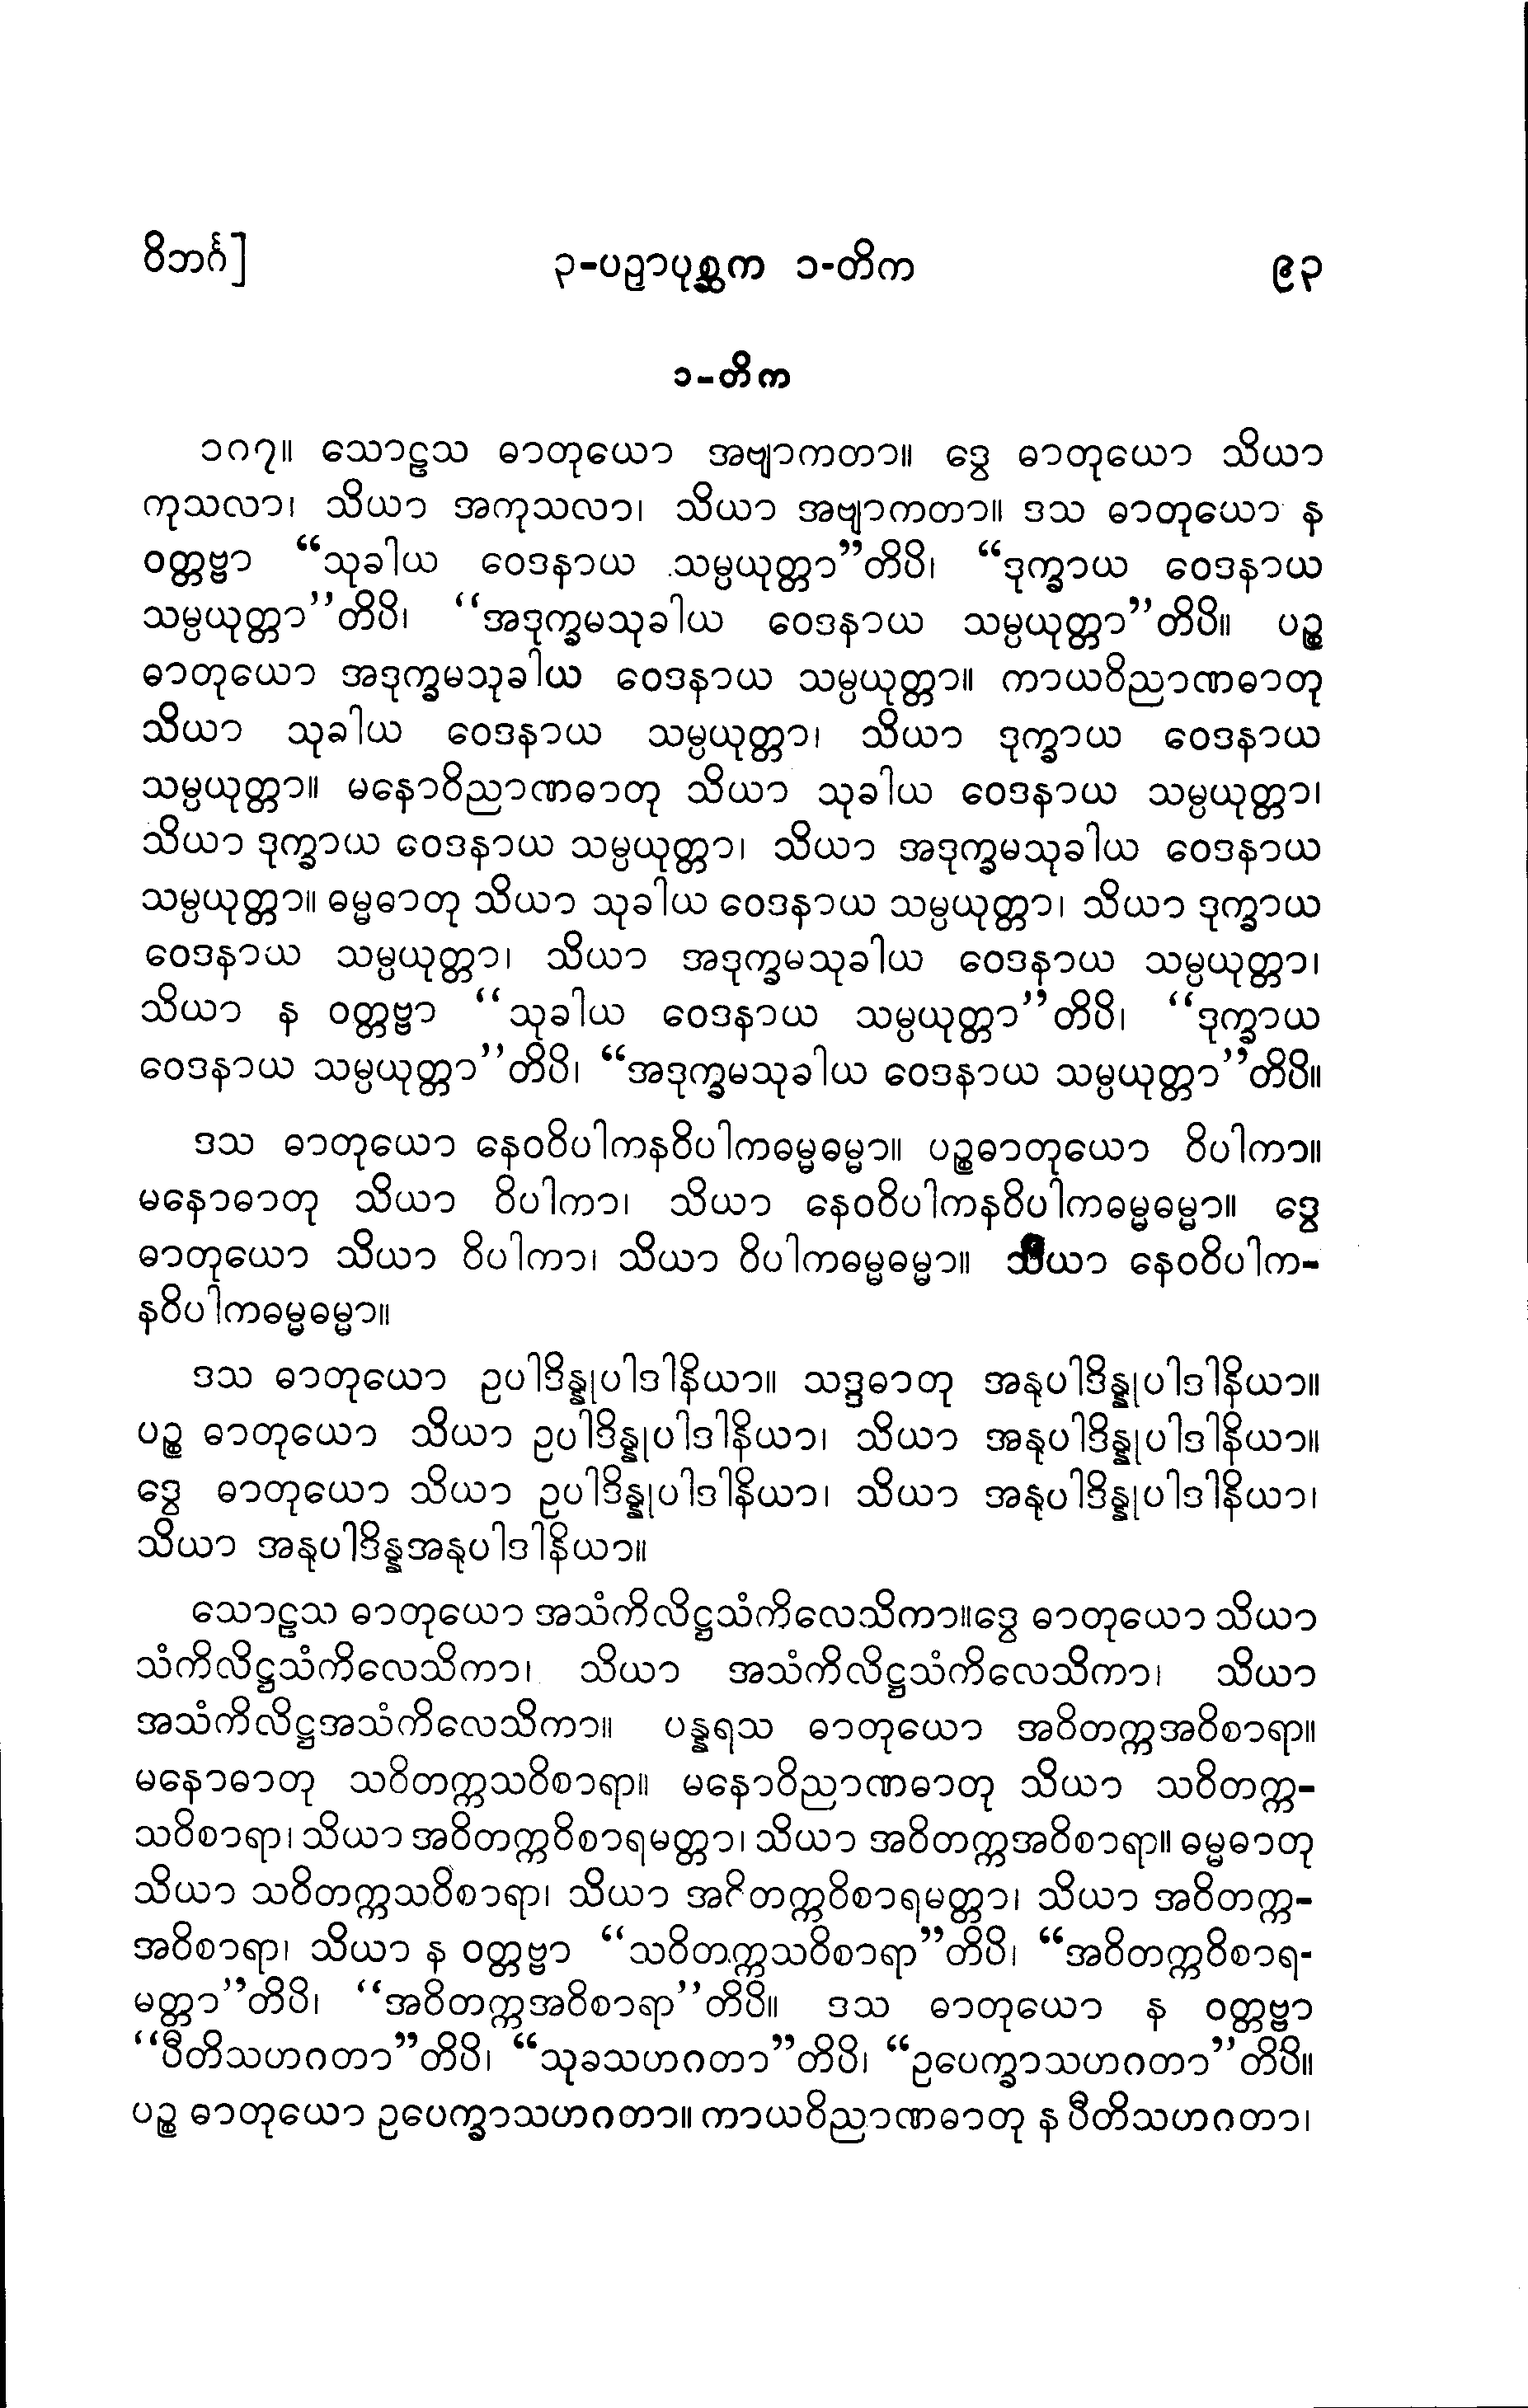 ဝိဘင်္ဂ] ၃-ပဉှာပုစ္ဆက ၁-တိက ၉၃
၁-တိက
၁၈၇။ သောဠသ ဓာတုယော အဗျာကတာ။ ဒွေ ဓာတုယော သိယာ
ကုသလာ၊ သိယာ အကုသလာ၊ သိယာ အဗျာကတာ။ ဒသ ဓာတုယော န
ဝတ္တဗ္ဗာ “သုခါယ ဝေဒနာယ သမ္ပယုတ္တာ”တိပိ၊ “ဒုက္ခာယ ဝေဒနာယ
သမ္ပယုတ္တာ”တိပိ၊ “အဒုက္ခမသုခါယ ဝေဒနာယ သမ္ပယုတ္တာ”တိပိ။ ပဉ္စ
ဓာတုယော အဒုက္ခမသုခါယ ဝေဒနာယ သမ္ပယုတ္တာ။ ကာယဝိညာဏဓာတု
သိယာ သုခါယ ဝေဒနာယ သမ္ပယုတ္တာ၊ သိယာ ဒုက္ခာယ ဝေဒနာယ
သမ္ပယုတ္တာ။ မနောဝိညာဏဓာတု သိယာ သုခါယ ဝေဒနာယ သမ္ပယုတ္တာ၊
သိယာ ဒုက္ခာယ ဝေဒနာယ သမ္ပယုတ္တာ၊ သိယာ အဒုက္ခမသုခါယ ဝေဒနာယ
သမ္ပယုတ္တာ။ ဓမ္မဓာတု သိယာ သုခါယ ဝေဒနာယ သမ္ပယုတ္တာ၊ သိယာ ဒုက္ခာယ
ဝေဒနာယ သမ္ပယုတ္တာ၊ သိယာ အဒုက္ခမသုခါယ ဝေဒနာယ သမ္ပယုတ္တာ၊
သိယာ န ဝတ္တဗ္ဗာ “သုခါယ ဝေဒနာယ သမ္ပယုတ္တာ”တိပိ၊ “ဒုက္ခာယ
ဝေဒနာယ သမ္ပယုတ္တာ”တိပိ၊ “အဒုက္ခမသုခါယ ဝေဒနာယ သမ္ပယုတ္တာ”တိပိ။
ဒသ ဓာတုယော နေဝဝိပါကနဝိပါကဓမ္မဓမ္မာ။ ပဉ္စဓာတုယော ဝိပါကာ။
မနောဓာတု သိယာ ဝိပါကာ၊ သိယာ နေဝဝိပါကနဝိပါကဓမ္မဓမ္မာ။ ဒွေ
ဓာတုယော သိယာ ဝိပါကာ၊ သိယာ ဝိပါကဓမ္မဓမ္မာ။ သိယာ နေဝဝိပါက-
နဝိပါကဓမ္မဓမ္မာ။
ဒသ ဓာတုယော ဥပါဒိန္နုပါဒါနိယာ။ သဒ္ဒဓာတု အနုပါဒိန္နုပါဒါနိယာ။
ပဉ္စ ဓာတုယော သိယာ ဥပါဒိန္နုပါဒါနိယာ၊ သိယာ အနုပါဒိန္နုပါဒါနိယာ။
ဒွေ ဓာတုယော သိယာ ဥပါဒိန္နုပါဒါနိယာ၊ သိယာ အနုပါဒိန္နုပါဒါနိယာ၊
သိယာ အနုပါဒိန္နအနုပါဒါနိယာ။
သောဠသ ဓာတုယော အသံကိလိဋ္ဌသံကိလေသိကာ။ဒွေ ဓာတုယော သိယာ
သံကိလိဋ္ဌသံကိလေသိကာ၊ သိယာ အသံကိလိဋ္ဌသံကိလေသိကာ၊ သိယာ
အသံကိလိဋ္ဌအသံကိလေသိကာ။ ပန္နရသ ဓာတုယော အဝိတက္ကအဝိစာရာ။
မနောဓာတု သဝိတက္ကသဝိစာရာ။ မနောဝိညာဏဓာတု သိယာ သဝိတက္က-
သဝိစာရာ၊ သိယာ အဝိတက္ကဝိစာရမတ္တာ၊ သိယာ အဝိတက္ကအဝိစာရာ။ ဓမ္မဓာတု
သိယာ သဝိတက္ကသဝိစာရာ၊ သိယာ အဝိတက္ကဝိစာရမတ္တာ၊ သိယာ အဝိတက္က-
အဝိစာရာ၊ သိယာ န ဝတ္တဗ္ဗာ “သဝိတက္ကသဝိစာရာ”တိပိ၊ “အဝိတက္ကဝိစာရ-
မတ္တာ”တိပိ၊ “အဝိတက္ကအဝိစာရာ”တိပိ။ ဒသ ဓာတုယော န ဝတ္တဗ္ဗာ
“ပီတိသဟဂတာ”တိပိ၊ “သုခသဟဂတာ”တိပိ၊ “ဥပေက္ခာသဟဂတာ”တိပိ။
ပဉ္စ ဓာတုယော ဥပေက္ခာသဟဂတာ။ ကာယဝိညာဏဓာတု န ပီတိသဟဂတာ၊